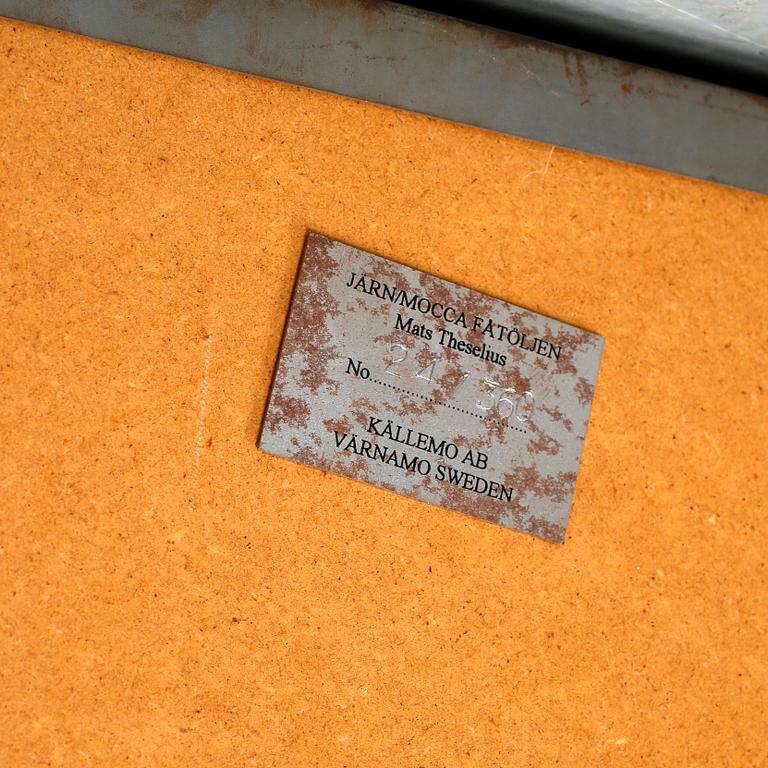 JÄRN/MOCCA FÅTÖLJEN
Mats Theselius
No. 24/360
KÄLLEMO AB
VÄRNAMO SWEDEN